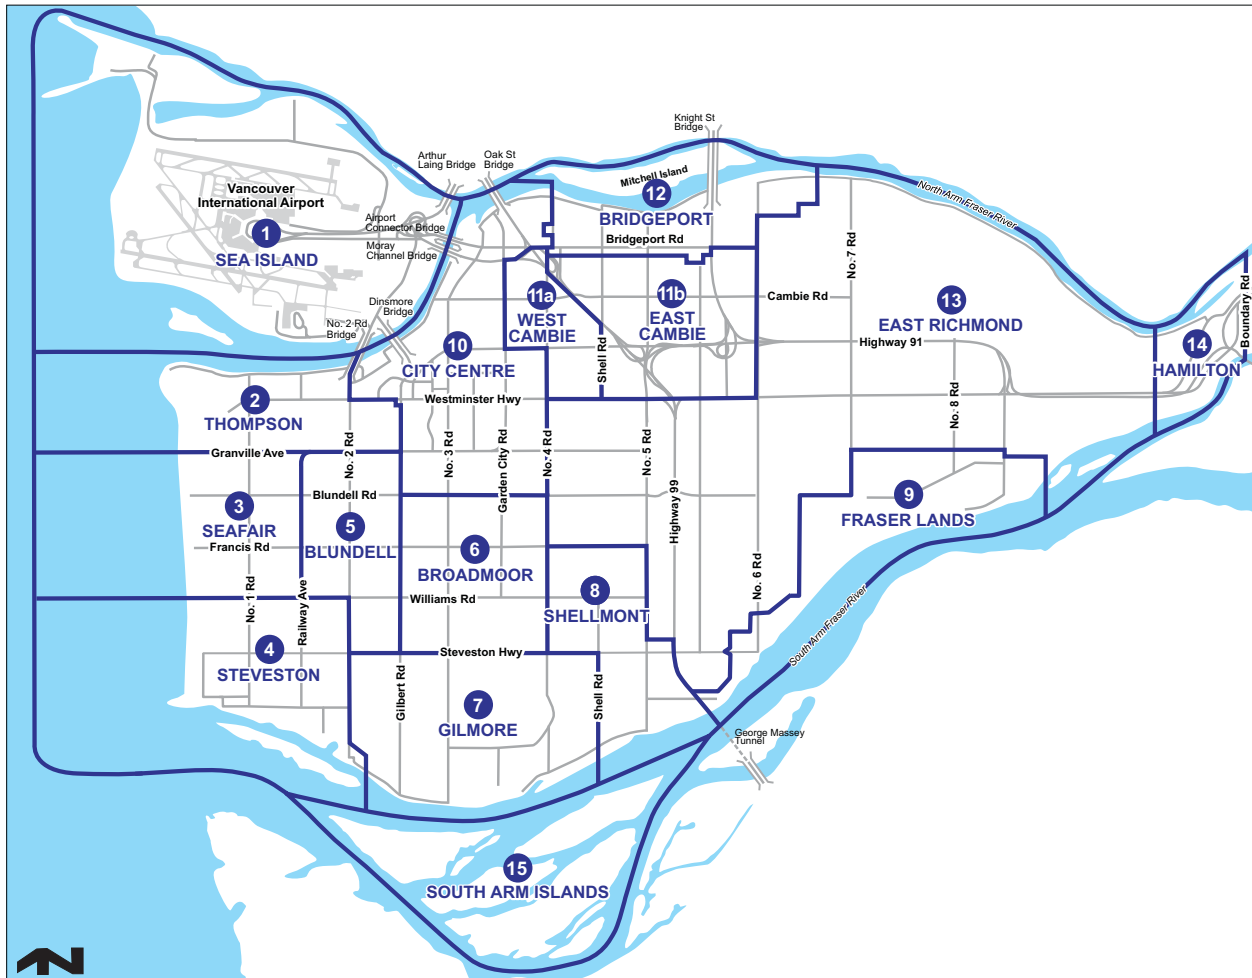 Knight St
Bridge
Arthur
Laing Bridge
Oak St
Bridge
Mitchell Island
12
BRIDGEPORT
Bridgeport Rd
North Arm Fraser River
Vancouver
International Airport
1
SEA ISLAND
Airport
Connector Bridge
Moray
Channel Bridge
Dinsmore
Bridge
No. 2 Rd
Bridge
No. 7 Rd
Boundary Rd
11a
WEST
CAMBIE
11b
EAST
CAMBIE
Cambie Rd
13
EAST RICHMOND
Highway 91
14
HAMILTON
10
CITY CENTRE
Shell Rd
Westminster Hwy
No. 8 Rd
2
THOMPSON
Granville Ave
No. 2 Rd
No. 3 Rd
Garden City Rd
No. 4 Rd
No. 5 Rd
Highway 99
Blundell Rd
3
SEAFAIR
Francis Rd
5
BLUNDELL
6
BROADMOOR
9
FRASER LANDS
No. 1 Rd
Railway Ave
Williams Rd
8
SHELLMONT
No. 6 Rd
South Arm Fraser River
4
STEVESTON
Steveston Hwy
Gilbert Rd
7
GILMORE
Shell Rd
George Massey
Tunnel
15
SOUTH ARM ISLANDS
N